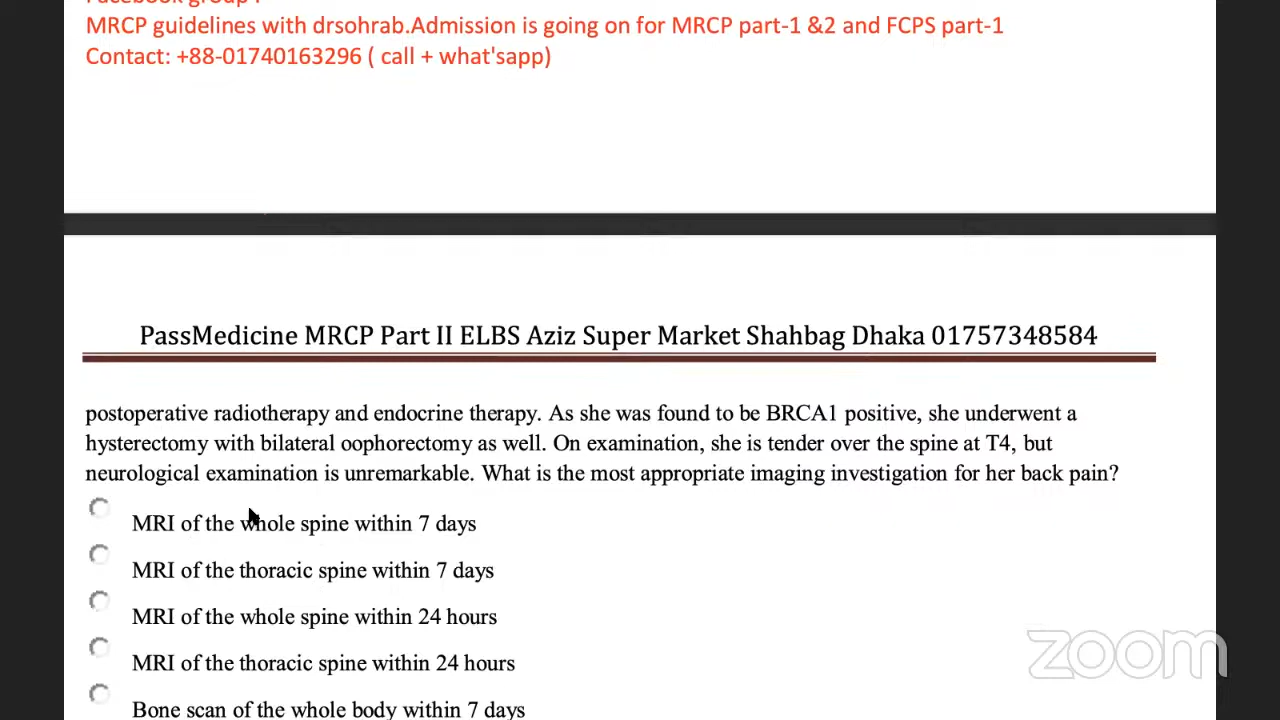 Facebook group :
MRCP guidelines with drsohrab.Admission is going on for MRCP part-1 &2 and FCPS part-1
Contact: +88-01740163296 ( call + what'sapp)
PassMedicine MRCP Part II ELBS Aziz Super Market Shahbag Dhaka 01757348584
postoperative radiotherapy and endocrine therapy. As she was found to be BRCA1 positive, she underwent a
hysterectomy with bilateral oophorectomy as well. On examination, she is tender over the spine at T4, but
neurological examination is unremarkable. What is the most appropriate imaging investigation for her back pain?
MRI of the whole spine within 7 days
MRI of the thoracic spine within 7 days
MRI of the whole spine within 24 hours
MRI of the thoracic spine within 24 hours
Bone scan of the whole body within 7 days
zoom